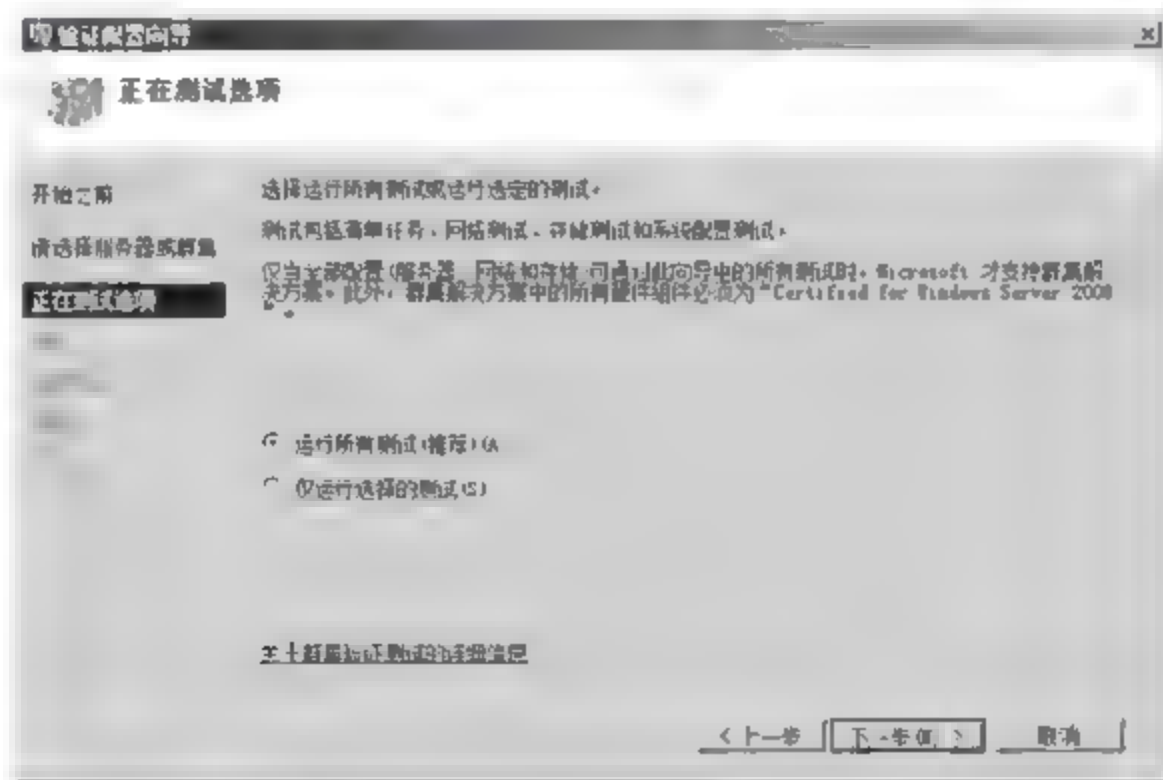 验证配置向导
正在测试选项
开始之前
请选择服务器或群集
正在测试选项
选择运行所有测试或运行选定的测试。
测试包括清单任务、网络测试、存储测试和系统配置测试。
仅当全部配置(服务器、网络和存储)可通过此向导中的所有测试时，Microsoft 才支持群集解
决方案。此外，群集解决方案中的所有硬件组件必须为 "Certified for Windows Server 2008
"。
运行所有测试(推荐)(A)
仅运行选择的测试(S)
关于群集验证测试的详细信息
< 上一步
下一步(N) >
取消